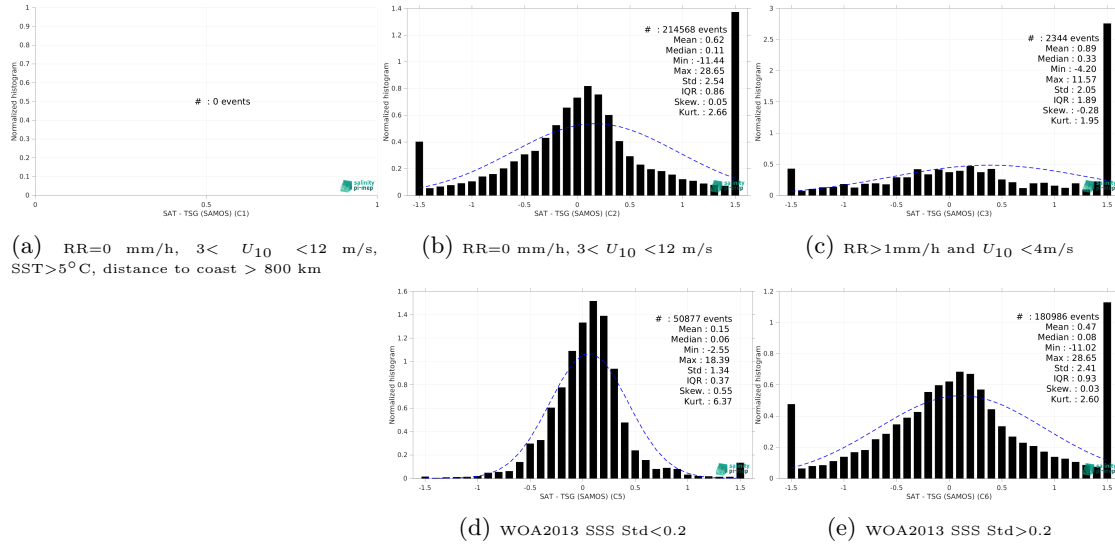 1
0.9
0.8
0.7
0.6
0.5
0.4
0.3
0.2
0.1
0
Normalized histogram
# : 0 events
salinity
pi-mep
0 0.5 1
SAT - TSG (SAMOS) (C1)
(a) RR=0 mm/h, 3< U10 <12 m/s,
SST>5°C, distance to coast > 800 km
1.4
1.2
1
0.8
0.6
0.4
0.2
0
Normalized histogram
# : 214568 events
Mean : 0.62
Median : 0.11
Min : -11.44
Max : 28.65
Std : 2.54
IQR : 0.86
Skew. : 0.05
Kurt. : 2.66
-1.5 -1 -0.5 0 0.5 1 1.5
SAT - TSG (SAMOS) (C2)
(b) RR=0 mm/h, 3< U10 <12 m/s
3
2.5
2
1.5
1
0.5
0
Normalized histogram
# : 2344 events
Mean : 0.89
Median : 0.33
Min : -4.20
Max : 11.57
Std : 2.05
IQR : 1.89
Skew. : -0.28
Kurt. : 1.95
-1.5 -1 -0.5 0 0.5 1 1.5
SAT - TSG (SAMOS) (C3)
(c) RR>1mm/h and U10 <4m/s
1.6
1.4
1.2
1
0.8
0.6
0.4
0.2
0
Normalized histogram
# : 50877 events
Mean : 0.15
Median : 0.06
Min : -2.55
Max : 18.39
Std : 1.34
IQR : 0.37
Skew. : 0.55
Kurt. : 6.37
-1.5 -1 -0.5 0 0.5 1 1.5
SAT - TSG (SAMOS) (C5)
(d) WOA2013 SSS Std<0.2
1.2
1
0.8
0.6
0.4
0.2
0
Normalized histogram
# : 180986 events
Mean : 0.47
Median : 0.08
Min : -11.02
Max : 28.65
Std : 2.41
IQR : 0.93
Skew. : 0.03
Kurt. : 2.60
-1.5 -1 -0.5 0 0.5 1 1.5
SAT - TSG (SAMOS) (C6)
(e) WOA2013 SSS Std>0.2